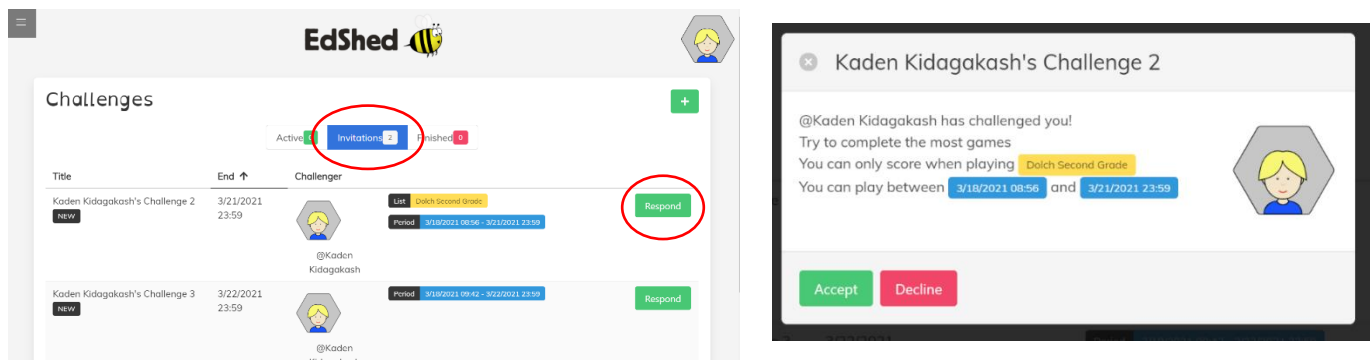 EdShed
Challenges
+
Active
Invitations 2
Finished 0
Title End ↑ Challenger
Kaden Kidagakash's Challenge 2
NEW
3/21/2021
23:59
@Kaden
Kidagakash
List Dolch Second Grade
Period 3/18/2021 08:56 - 3/21/2021 23:59
Respond
Kaden Kidagakash's Challenge 3
NEW
3/22/2021
23:59
@Kaden
Period 3/18/2021 09:42 - 3/22/2021 23:59
Respond
Kaden Kidagakash's Challenge 2
@Kaden Kidagakash has challenged you!
Try to complete the most games
You can only score when playing Dolch Second Grade
You can play between 3/18/2021 08:56 and 3/21/2021 23:59
Accept
Decline